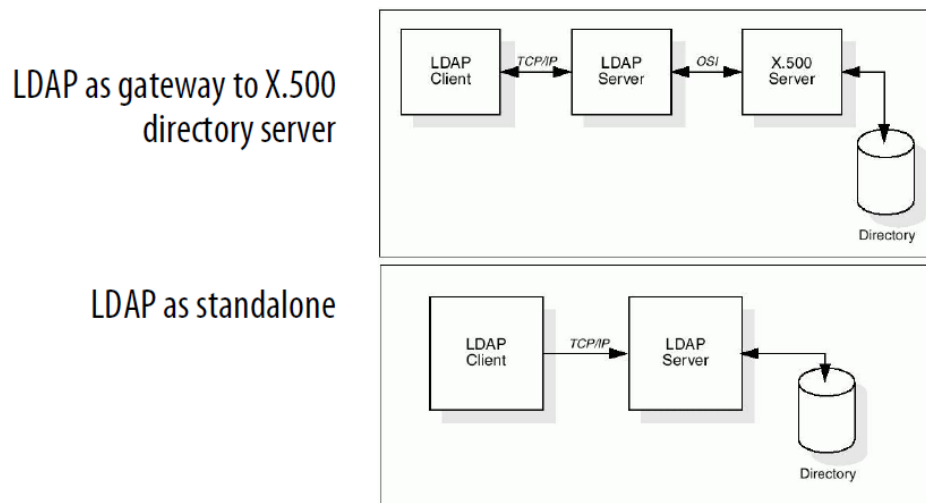 LDAP as gateway to X.500
directory server
LDAP
Client
TCP/IP
LDAP
Server
OSI
X.500
Server
Directory
LDAP as standalone
LDAP
Client
TCP/IP
LDAP
Server
Directory